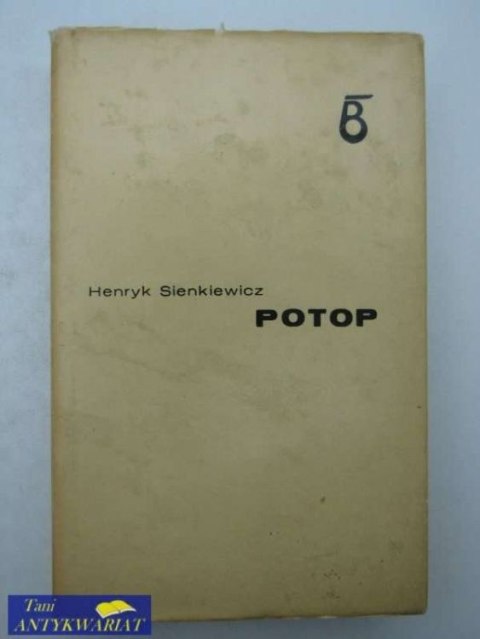 Henryk Sienkiewicz
POTOP
Tani
ANTYKWARIAT